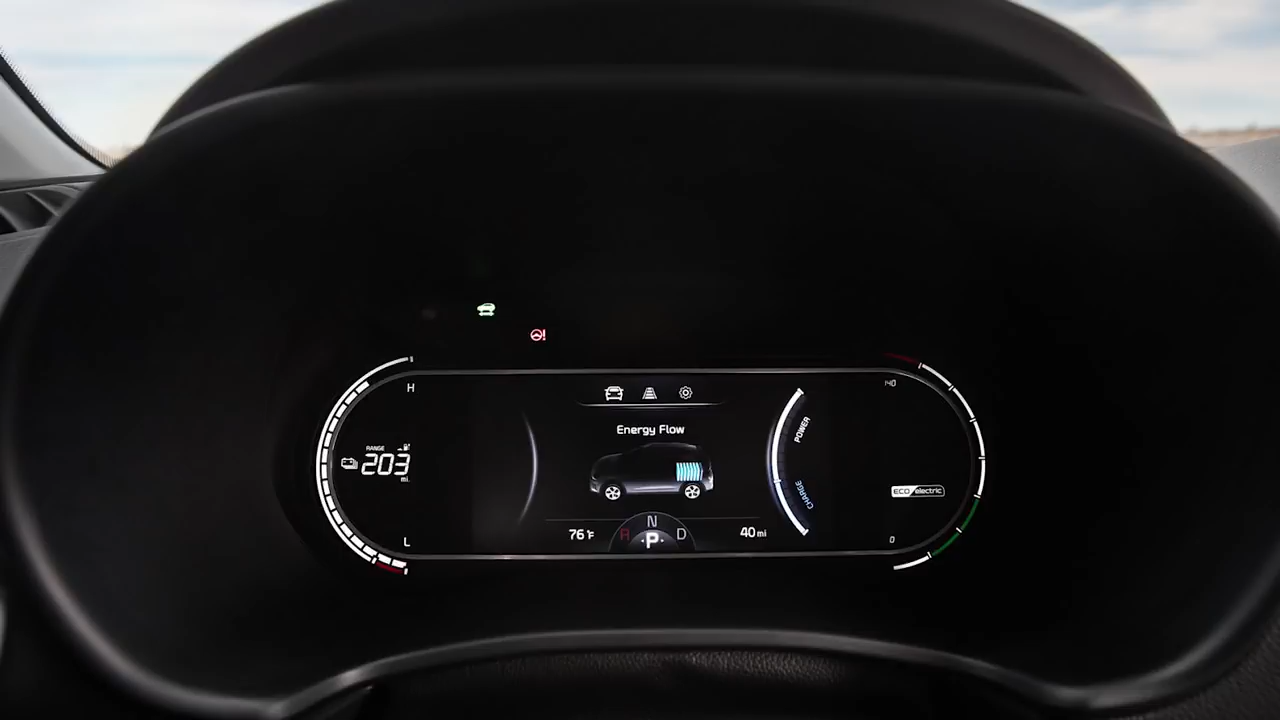 H
140
Energy Flow
POWER
RANGE
203
mi.
ECO electric
CHARGE
L
76°F
R N D
P
40 mi
0